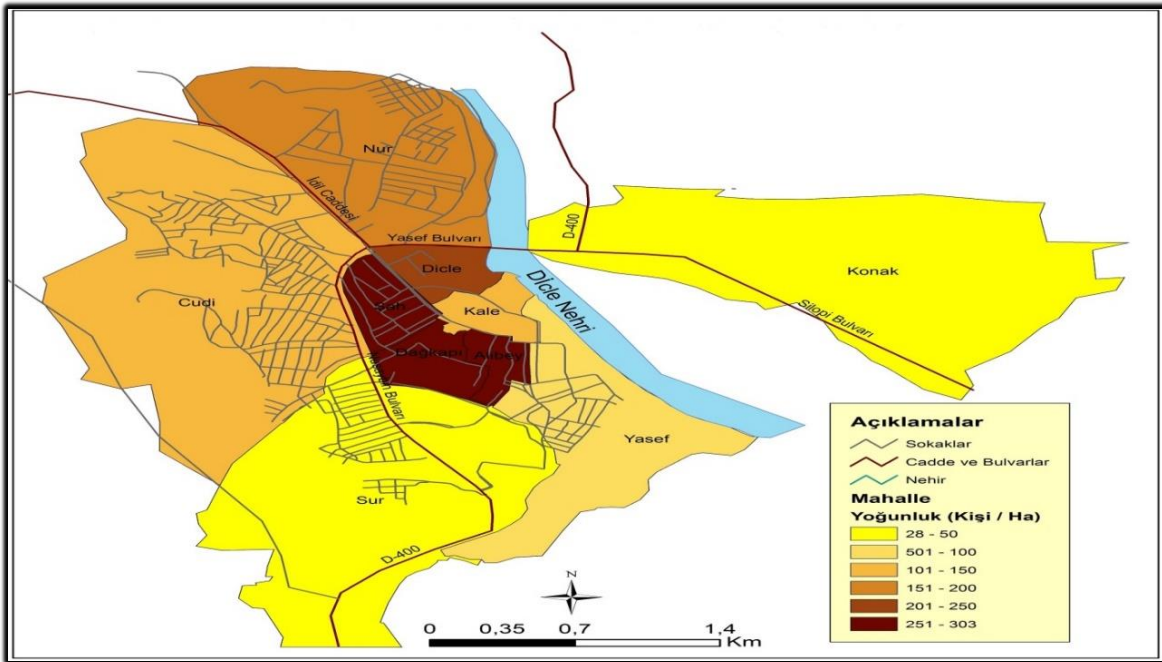 Nur
İdil Caddesi
Yasef Bulvarı
D-400
Dicle
Konak
Cudi
Kale
Dicle Nehri
Silopi Bulvarı
Dağkapı
Alibey
Bulvarı
Yasef
Sur
D-400
N
0 0,35 0,7 1,4
Km
Açıklamalar
Sokaklar
Cadde ve Bulvarlar
Nehir
Mahalle
Yoğunluk (Kişi / Ha)
28 - 50
501 - 100
101 - 150
151 - 200
201 - 250
251 - 303